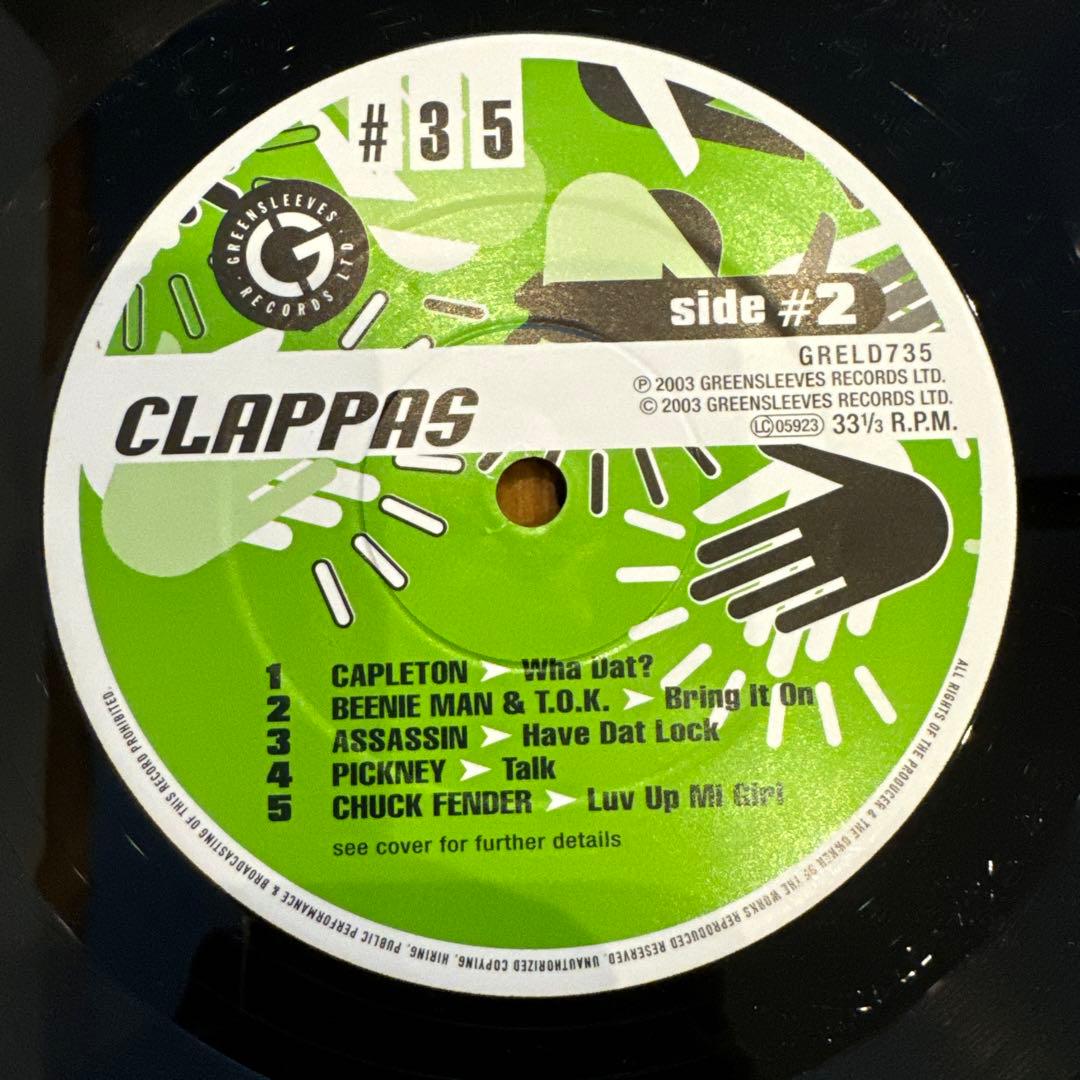 #35
GREENSLEEVES · RECORDS LTD ·
side #2
GRELD735
℗ 2003 GREENSLEEVES RECORDS LTD.
© 2003 GREENSLEEVES RECORDS LTD.
LC 05923 33⅓ R.P.M.
CLAPPAS
1 CAPLETON ➤ Wha Dat?
2 BEENIE MAN & T.O.K. ➤ Bring It On
3 ASSASSIN ➤ Have Dat Lock
4 PICKNEY ➤ Talk
5 CHUCK FENDER ➤ Luv Up Mi Girl
see cover for further details
ALL RIGHTS OF THE PRODUCER & THE OWNER OF THE WORKS REPRODUCED RESERVED. UNAUTHORIZED COPYING, HIRING, PUBLIC PERFORMANCE & BROADCASTING OF THIS RECORD PROHIBITED.